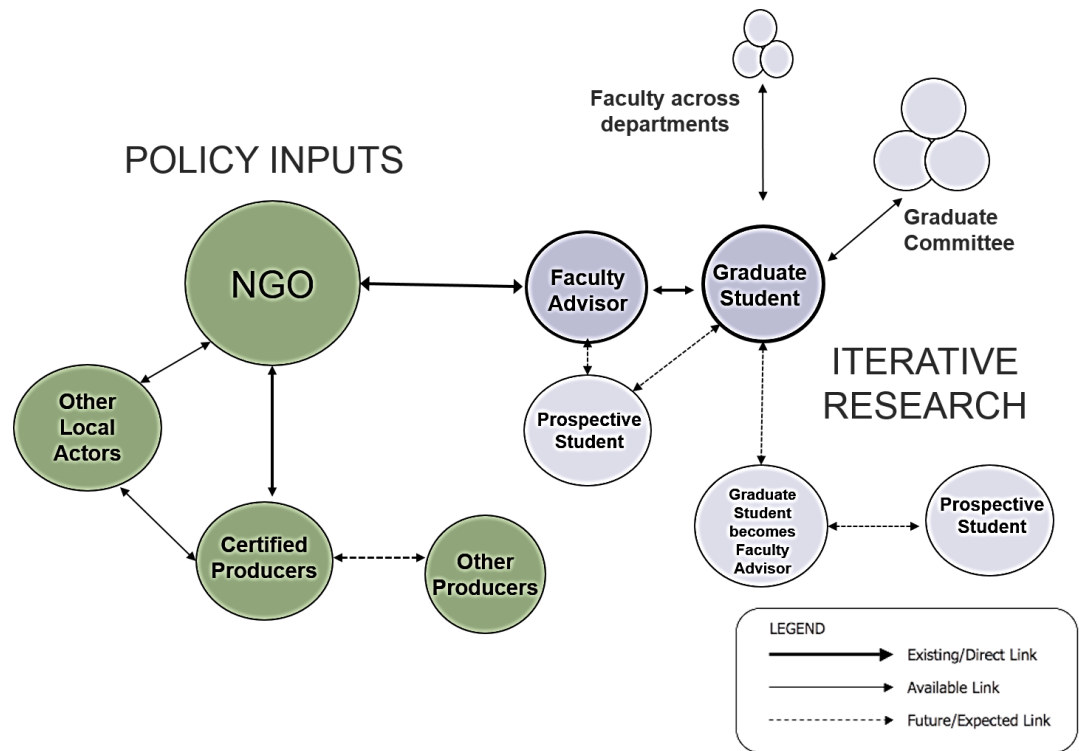 Faculty across
departments
POLICY INPUTS
Graduate
Committee
NGO
Faculty
Advisor
Graduate
Student
ITERATIVE
RESEARCH
Other
Local
Actors
Prospective
Student
Graduate
Student
becomes
Faculty
Advisor
Prospective
Student
Certified
Producers
Other
Producers
LEGEND
Existing/Direct Link
Available Link
Future/Expected Link